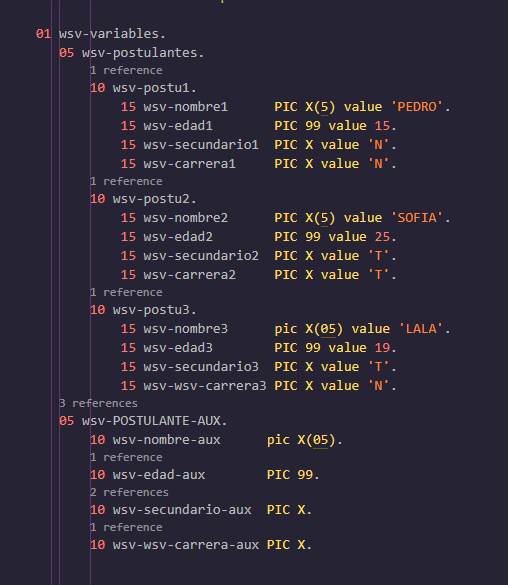 01 wsv-variables.
05 wsv-postulantes.
1 reference
10 wsv-postu1.
15 wsv-nombre1 PIC X(5) value 'PEDRO'.
15 wsv-edad1 PIC 99 value 15.
15 wsv-secundario1 PIC X value 'N'.
15 wsv-carrera1 PIC X value 'N'.
1 reference
10 wsv-postu2.
15 wsv-nombre2 PIC X(5) value 'SOFIA'.
15 wsv-edad2 PIC 99 value 25.
15 wsv-secundario2 PIC X value 'T'.
15 wsv-carrera2 PIC X value 'T'.
1 reference
10 wsv-postu3.
15 wsv-nombre3 pic X(05) value 'LALA'.
15 wsv-edad3 PIC 99 value 19.
15 wsv-secundario3 PIC X value 'T'.
15 wsv-wsv-carrera3 PIC X value 'N'.
3 references
05 wsv-POSTULANTE-AUX.
10 wsv-nombre-aux pic X(05).
1 reference
10 wsv-edad-aux PIC 99.
2 references
10 wsv-secundario-aux PIC X.
1 reference
10 wsv-wsv-carrera-aux PIC X.